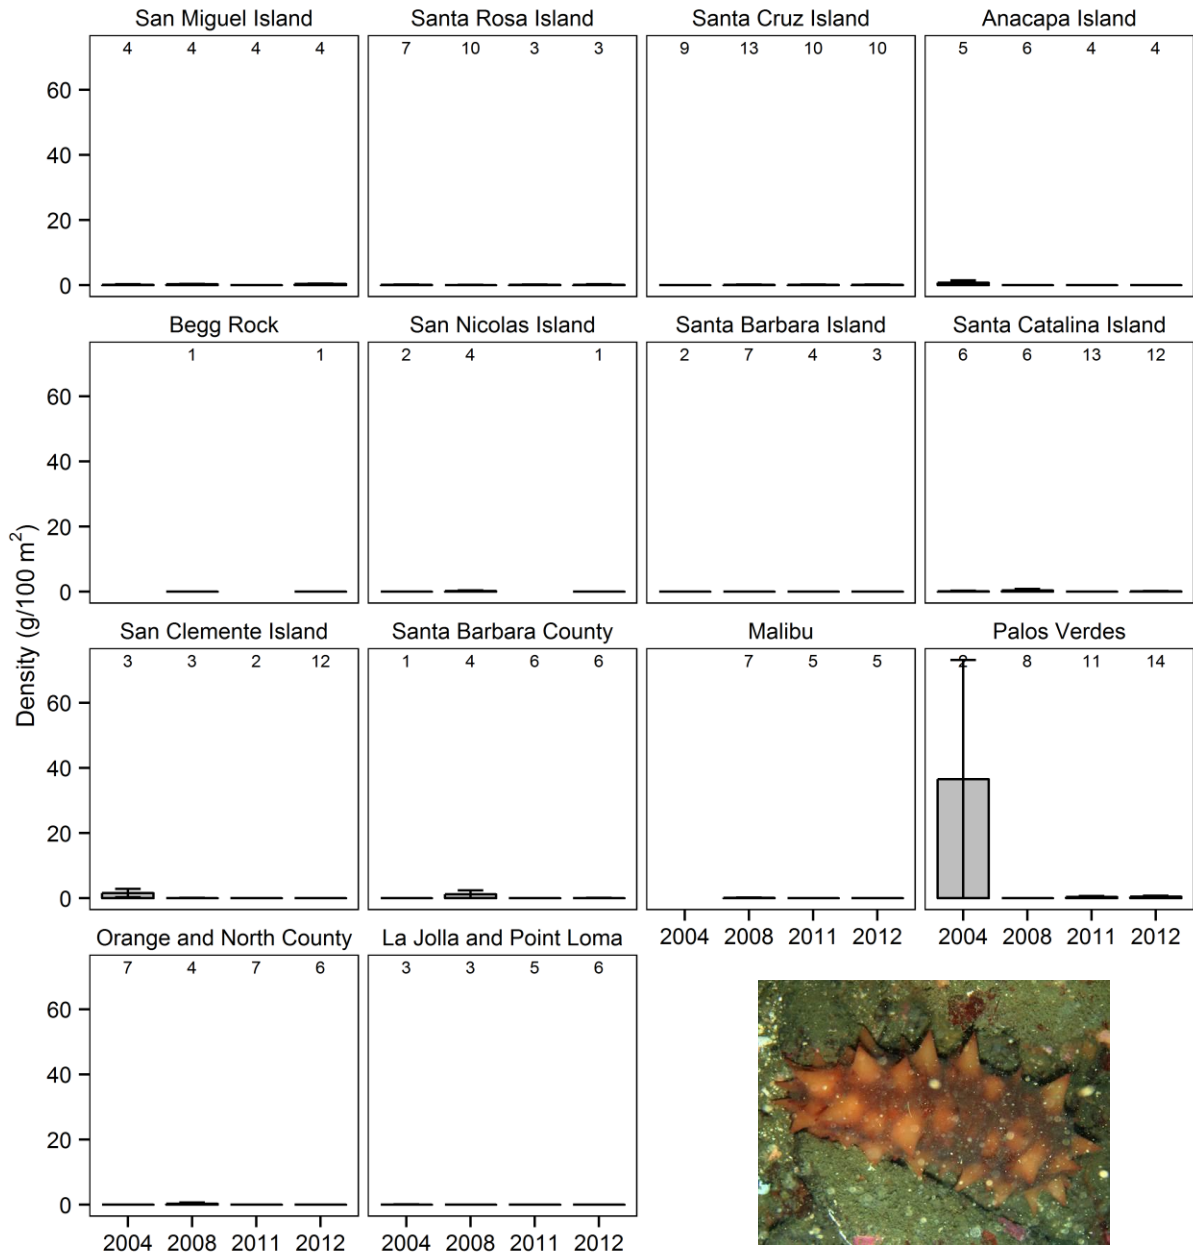 San Miguel Island Santa Rosa Island Santa Cruz Island Anacapa Island
4 4 4 4 7 10 3 3 9 13 10 10 5 6 4 4
60
40
20
0
Begg Rock San Nicolas Island Santa Barbara Island Santa Catalina Island
1 1 2 4 1 2 7 4 3 6 6 13 12
60
40
20
0
Density (g/100 m²)
San Clemente Island Santa Barbara County Malibu Palos Verdes
3 3 2 12 1 4 6 6 7 5 5 2 8 11 14
60
40
20
0
2004 2008 2011 2012 2004 2008 2011 2012
Orange and North County La Jolla and Point Loma
7 4 7 6 3 3 5 6
60
40
20
0
2004 2008 2011 2012 2004 2008 2011 2012